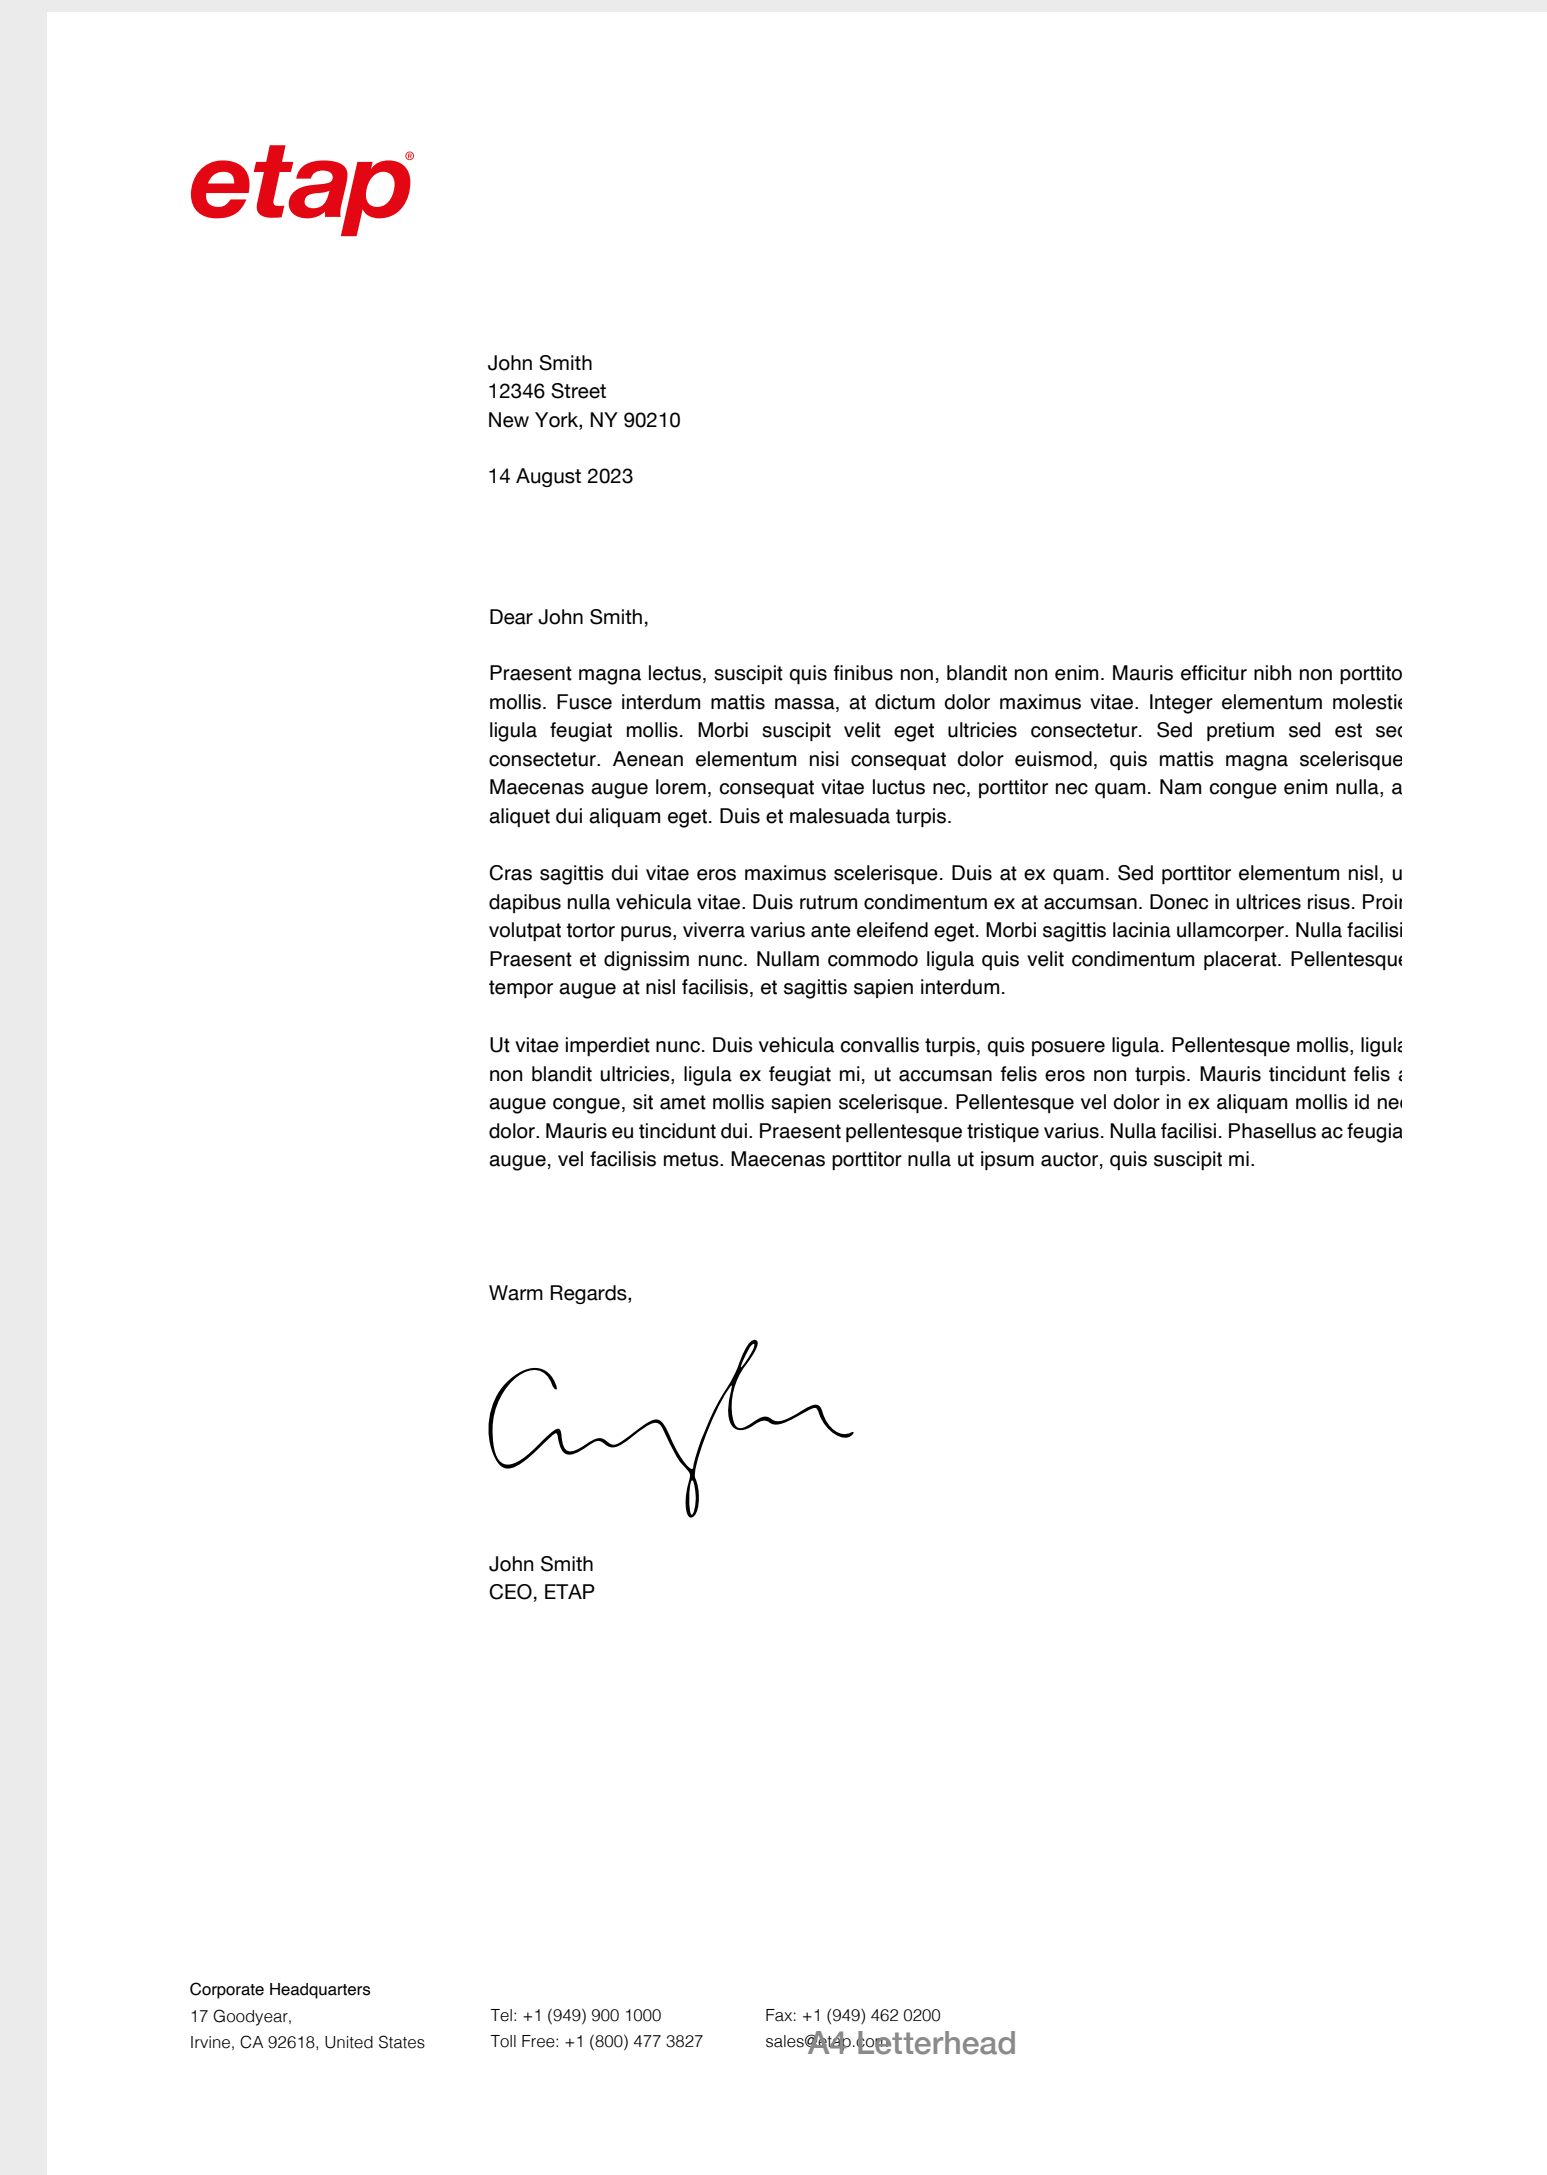 etap®
John Smith
12346 Street
New York, NY 90210
14 August 2023
Dear John Smith,
Praesent magna lectus, suscipit quis finibus non, blandit non enim. Mauris efficitur nibh non porttito
mollis. Fusce interdum mattis massa, at dictum dolor maximus vitae. Integer elementum molestie
ligula feugiat mollis. Morbi suscipit velit eget ultricies consectetur. Sed pretium sed est sed
consectetur. Aenean elementum nisi consequat dolor euismod, quis mattis magna scelerisque
Maecenas augue lorem, consequat vitae luctus nec, porttitor nec quam. Nam congue enim nulla, a
aliquet dui aliquam eget. Duis et malesuada turpis.
Cras sagittis dui vitae eros maximus scelerisque. Duis at ex quam. Sed porttitor elementum nisl, u
dapibus nulla vehicula vitae. Duis rutrum condimentum ex at accumsan. Donec in ultrices risus. Proin
volutpat tortor purus, viverra varius ante eleifend eget. Morbi sagittis lacinia ullamcorper. Nulla facilisi
Praesent et dignissim nunc. Nullam commodo ligula quis velit condimentum placerat. Pellentesque
tempor augue at nisl facilisis, et sagittis sapien interdum.
Ut vitae imperdiet nunc. Duis vehicula convallis turpis, quis posuere ligula. Pellentesque mollis, ligula
non blandit ultricies, ligula ex feugiat mi, ut accumsan felis eros non turpis. Mauris tincidunt felis a
augue congue, sit amet mollis sapien scelerisque. Pellentesque vel dolor in ex aliquam mollis id nec
dolor. Mauris eu tincidunt dui. Praesent pellentesque tristique varius. Nulla facilisi. Phasellus ac feugia
augue, vel facilisis metus. Maecenas porttitor nulla ut ipsum auctor, quis suscipit mi.
Warm Regards,
John Smith
CEO, ETAP
Corporate Headquarters
17 Goodyear,
Irvine, CA 92618, United States
Tel: +1 (949) 900 1000
Toll Free: +1 (800) 477 3827
Fax: +1 (949) 462 0200
sales@etap.com
A4 Letterhead